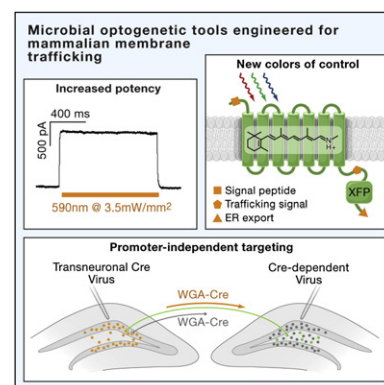 Microbial optogenetic tools engineered for
mammalian membrane
trafficking
Increased potency
400 ms
500 pA
590nm @ 3.5mW/mm²
New colors of control
H+
XFP
Signal peptide
Trafficking signal
ER export
Promoter-independent targeting
Transneuronal Cre
Virus
Cre-dependent
Virus
WGA-Cre
WGA-Cre